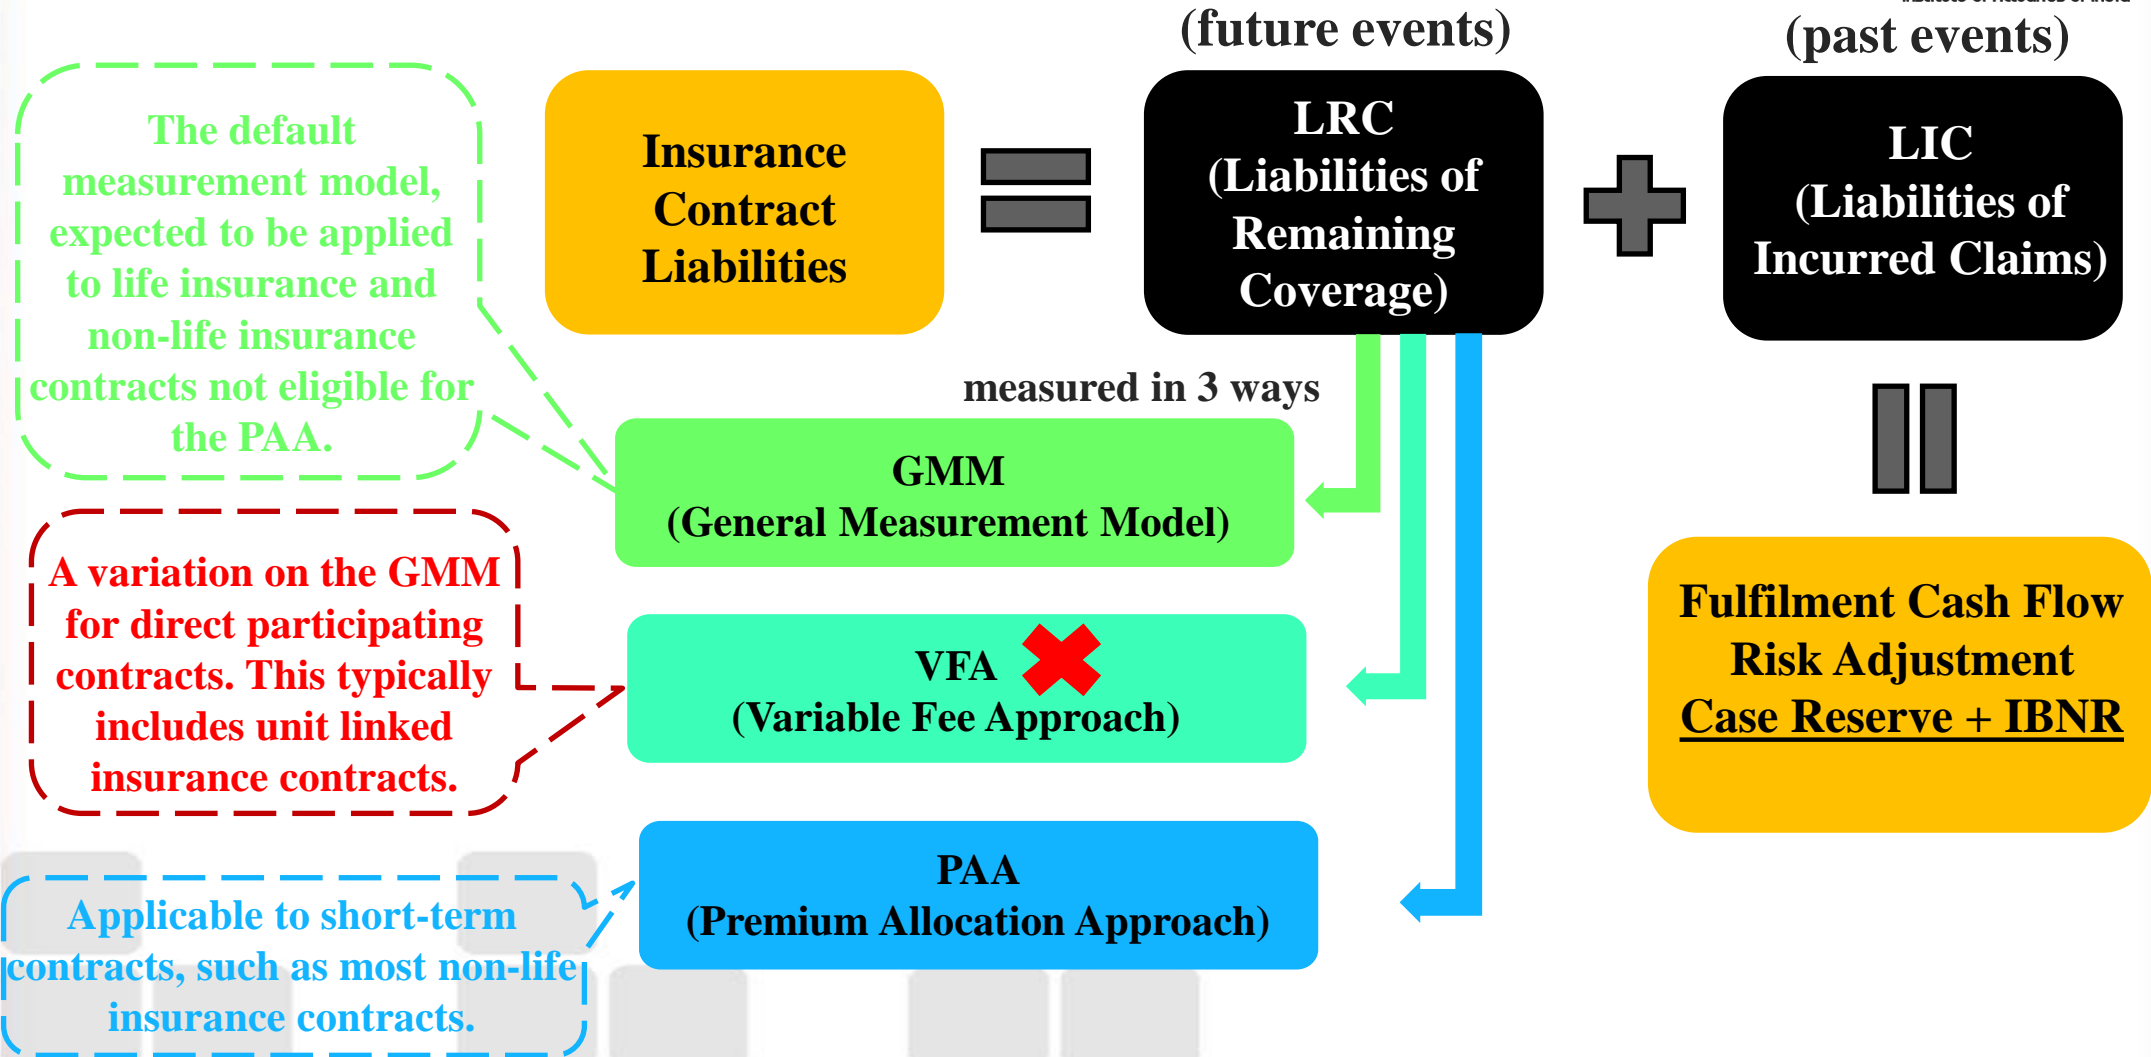 (future events)
(past events)
The default
measurement model,
expected to be applied
to life insurance and
non-life insurance
contracts not eligible for
the PAA.
Insurance
Contract
Liabilities
LRC
(Liabilities of
Remaining
Coverage)
LIC
(Liabilities of
Incurred Claims)
measured in 3 ways
GMM
(General Measurement Model)
A variation on the GMM
for direct participating
contracts. This typically
includes unit linked
insurance contracts.
VFA
(Variable Fee Approach)
Fulfilment Cash Flow
Risk Adjustment
Case Reserve + IBNR
PAA
(Premium Allocation Approach)
Applicable to short-term
contracts, such as most non-life
insurance contracts.